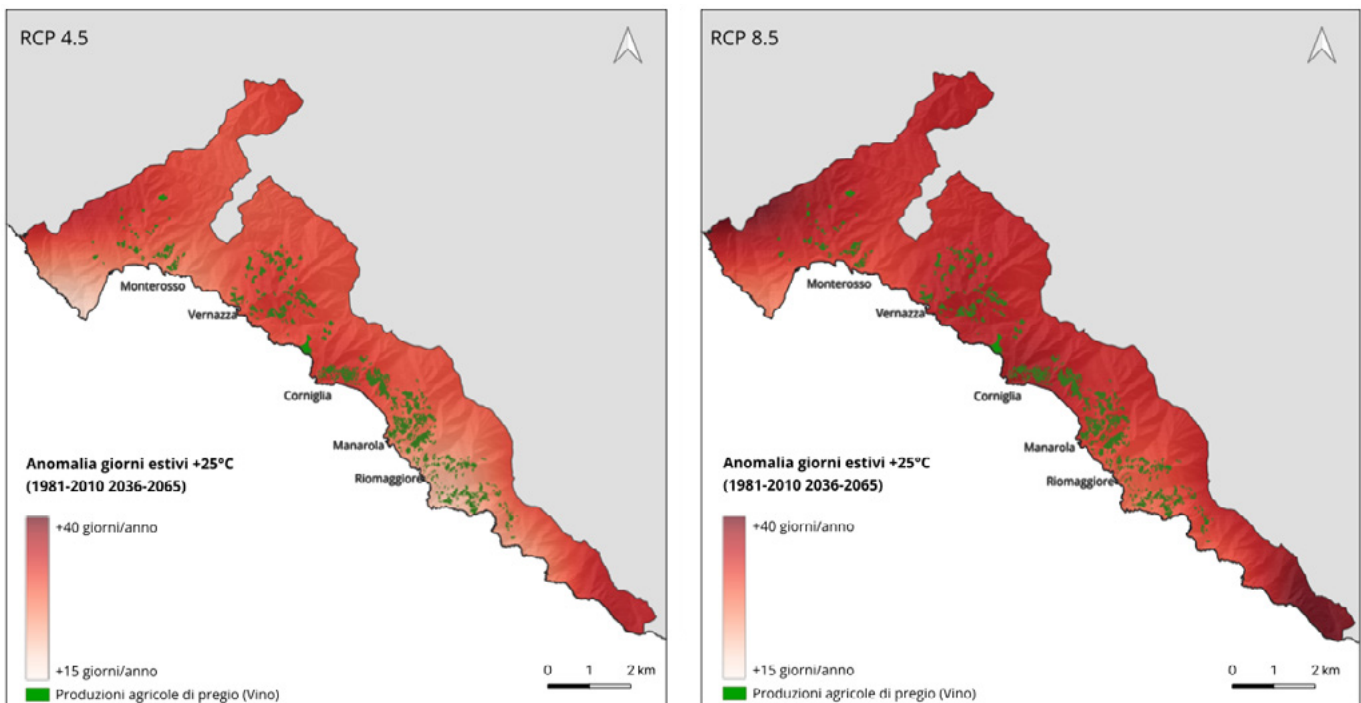 RCP 4.5
Monterosso
Vernazza
Corniglia
Manarola
Riomaggiore
Anomalia giorni estivi +25°C
(1981-2010 2036-2065)
+40 giorni/anno
+15 giorni/anno
Produzioni agricole di pregio (Vino)
0 1 2 km
RCP 8.5
Monterosso
Vernazza
Corniglia
Manarola
Riomaggiore
Anomalia giorni estivi +25°C
(1981-2010 2036-2065)
+40 giorni/anno
+15 giorni/anno
Produzioni agricole di pregio (Vino)
0 1 2 km